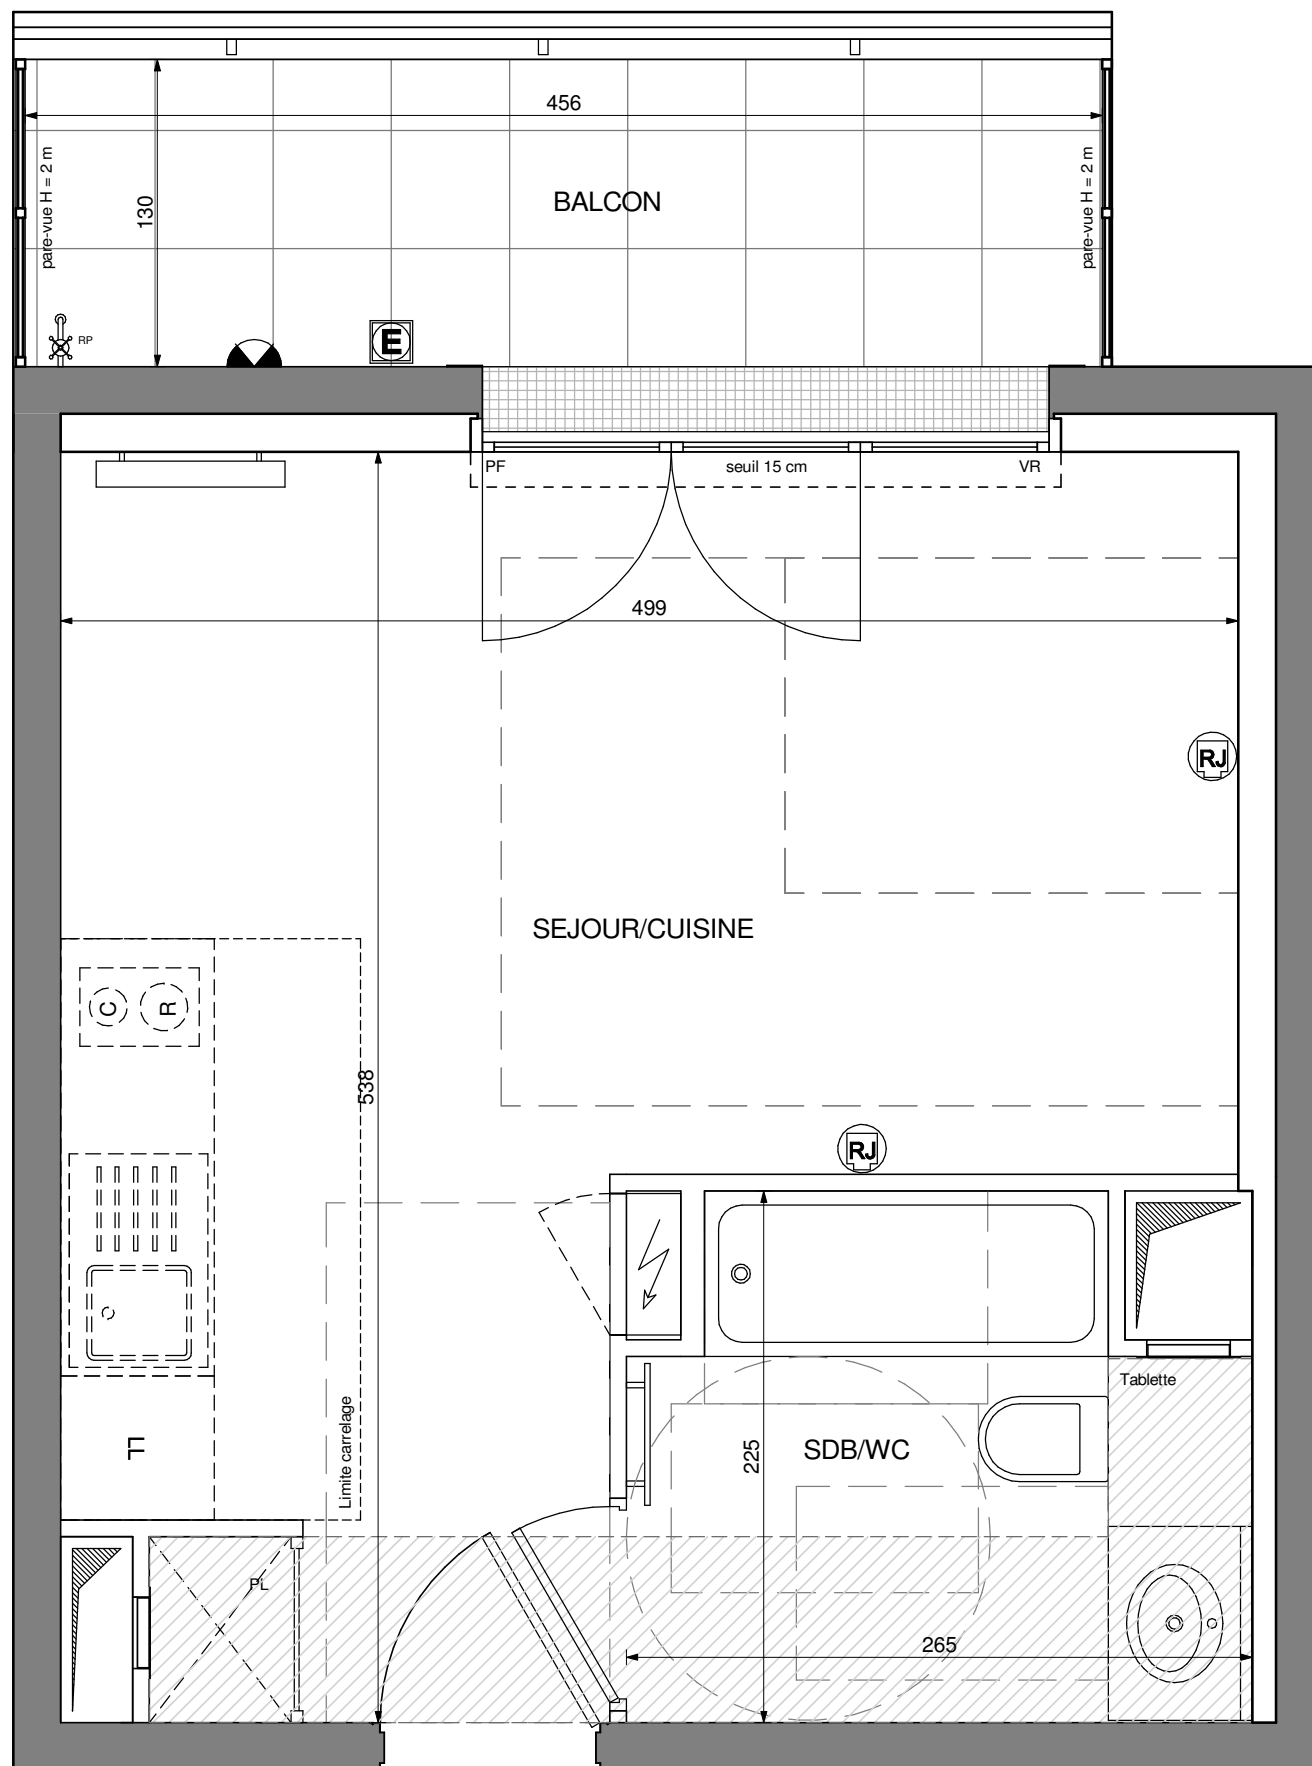 456
pare-vue H = 2 m
130
BALCON
pare-vue H = 2 m
RP
E
PF
seuil 15 cm
VR
499
RJ
SEJOUR/CUISINE
C
R
538
RJ
Tablette
Limite carrelage
LL
225
SDB/WC
PL
265